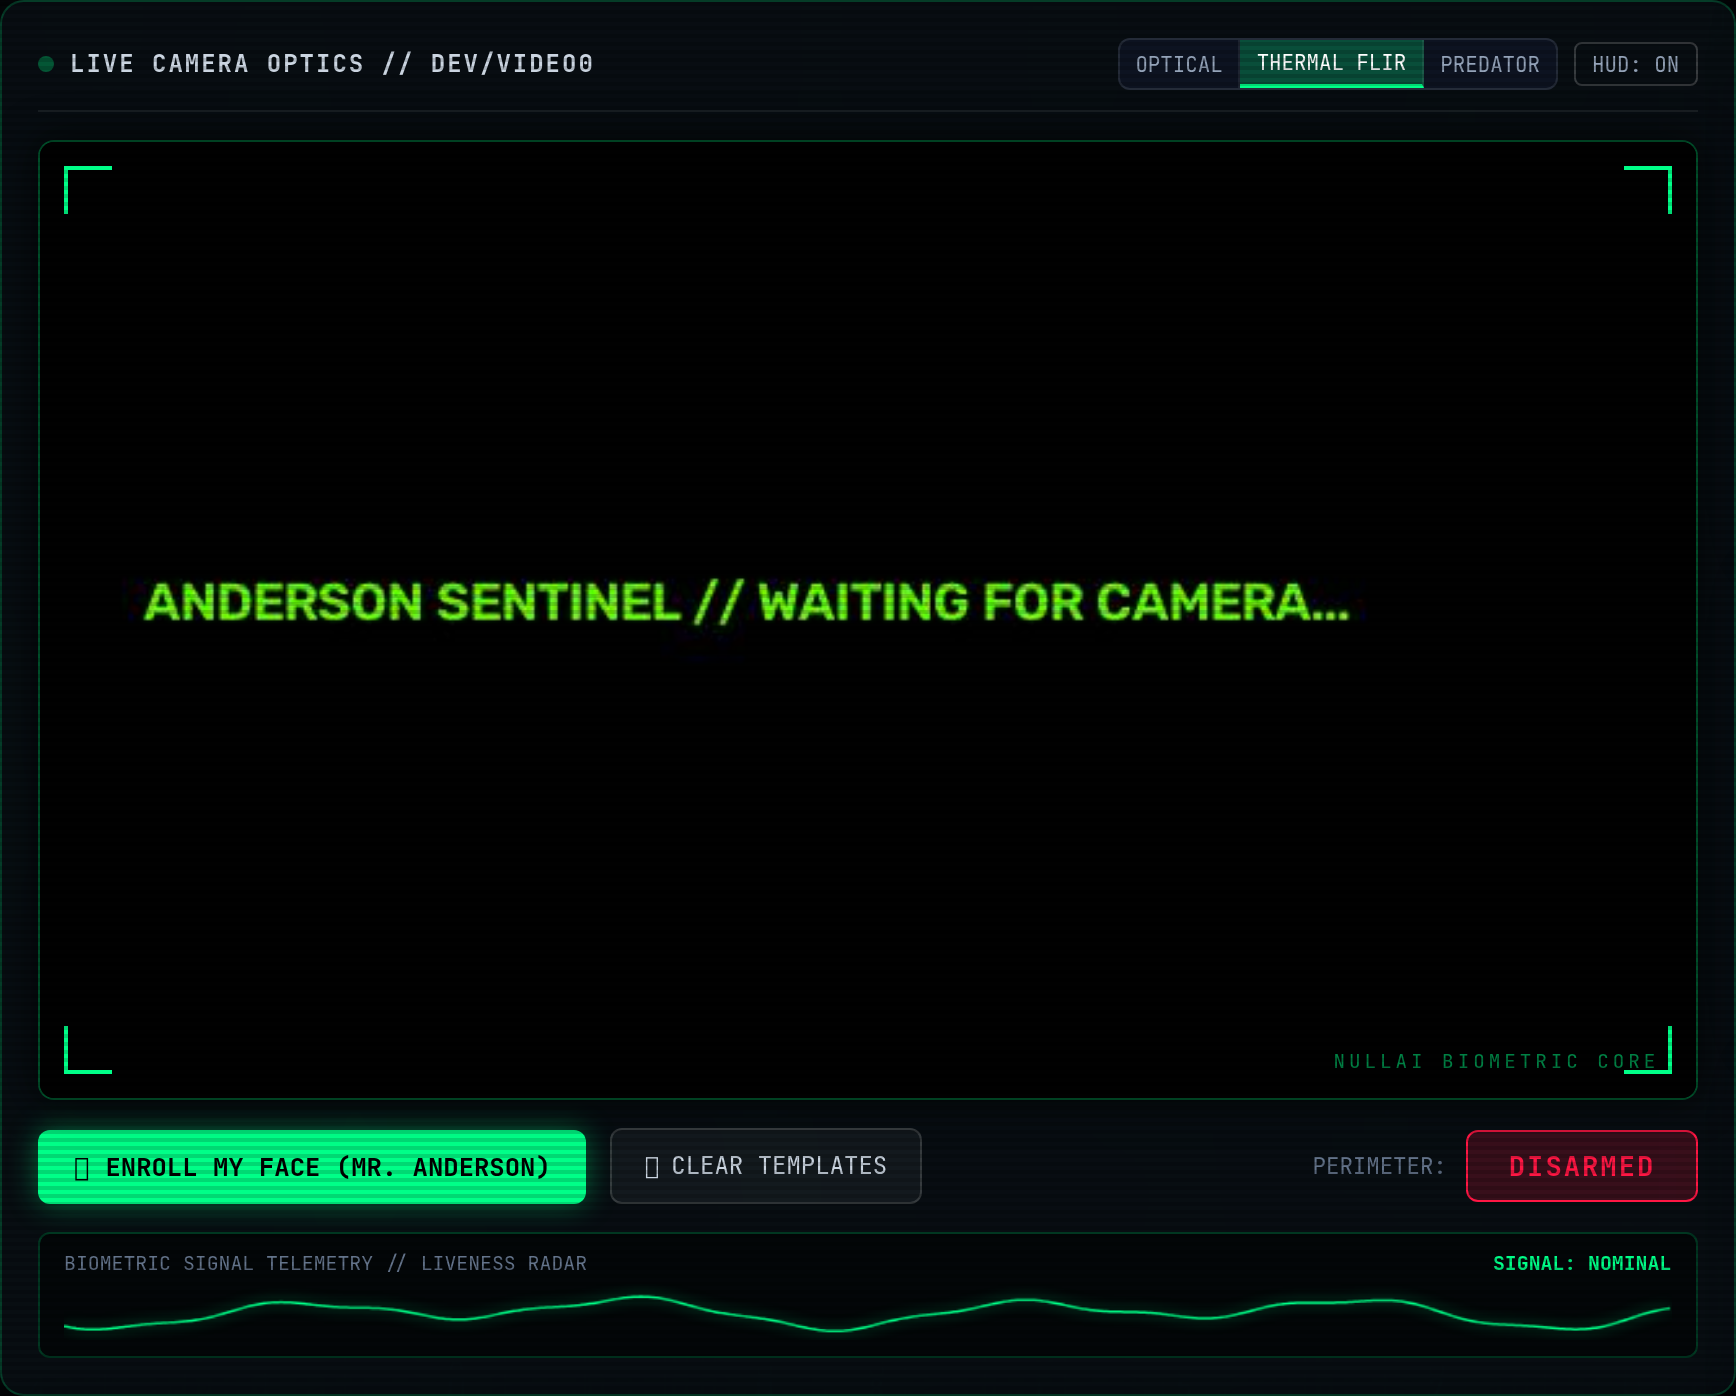 LIVE CAMERA OPTICS // DEV/VIDEO0
OPTICAL THERMAL FLIR PREDATOR HUD: ON
ANDERSON SENTINEL // WAITING FOR CAMERA...
NULLAI BIOMETRIC CORE
ENROLL MY FACE (MR. ANDERSON) CLEAR TEMPLATES PERIMETER: DISARMED
BIOMETRIC SIGNAL TELEMETRY // LIVENESS RADAR SIGNAL: NOMINAL